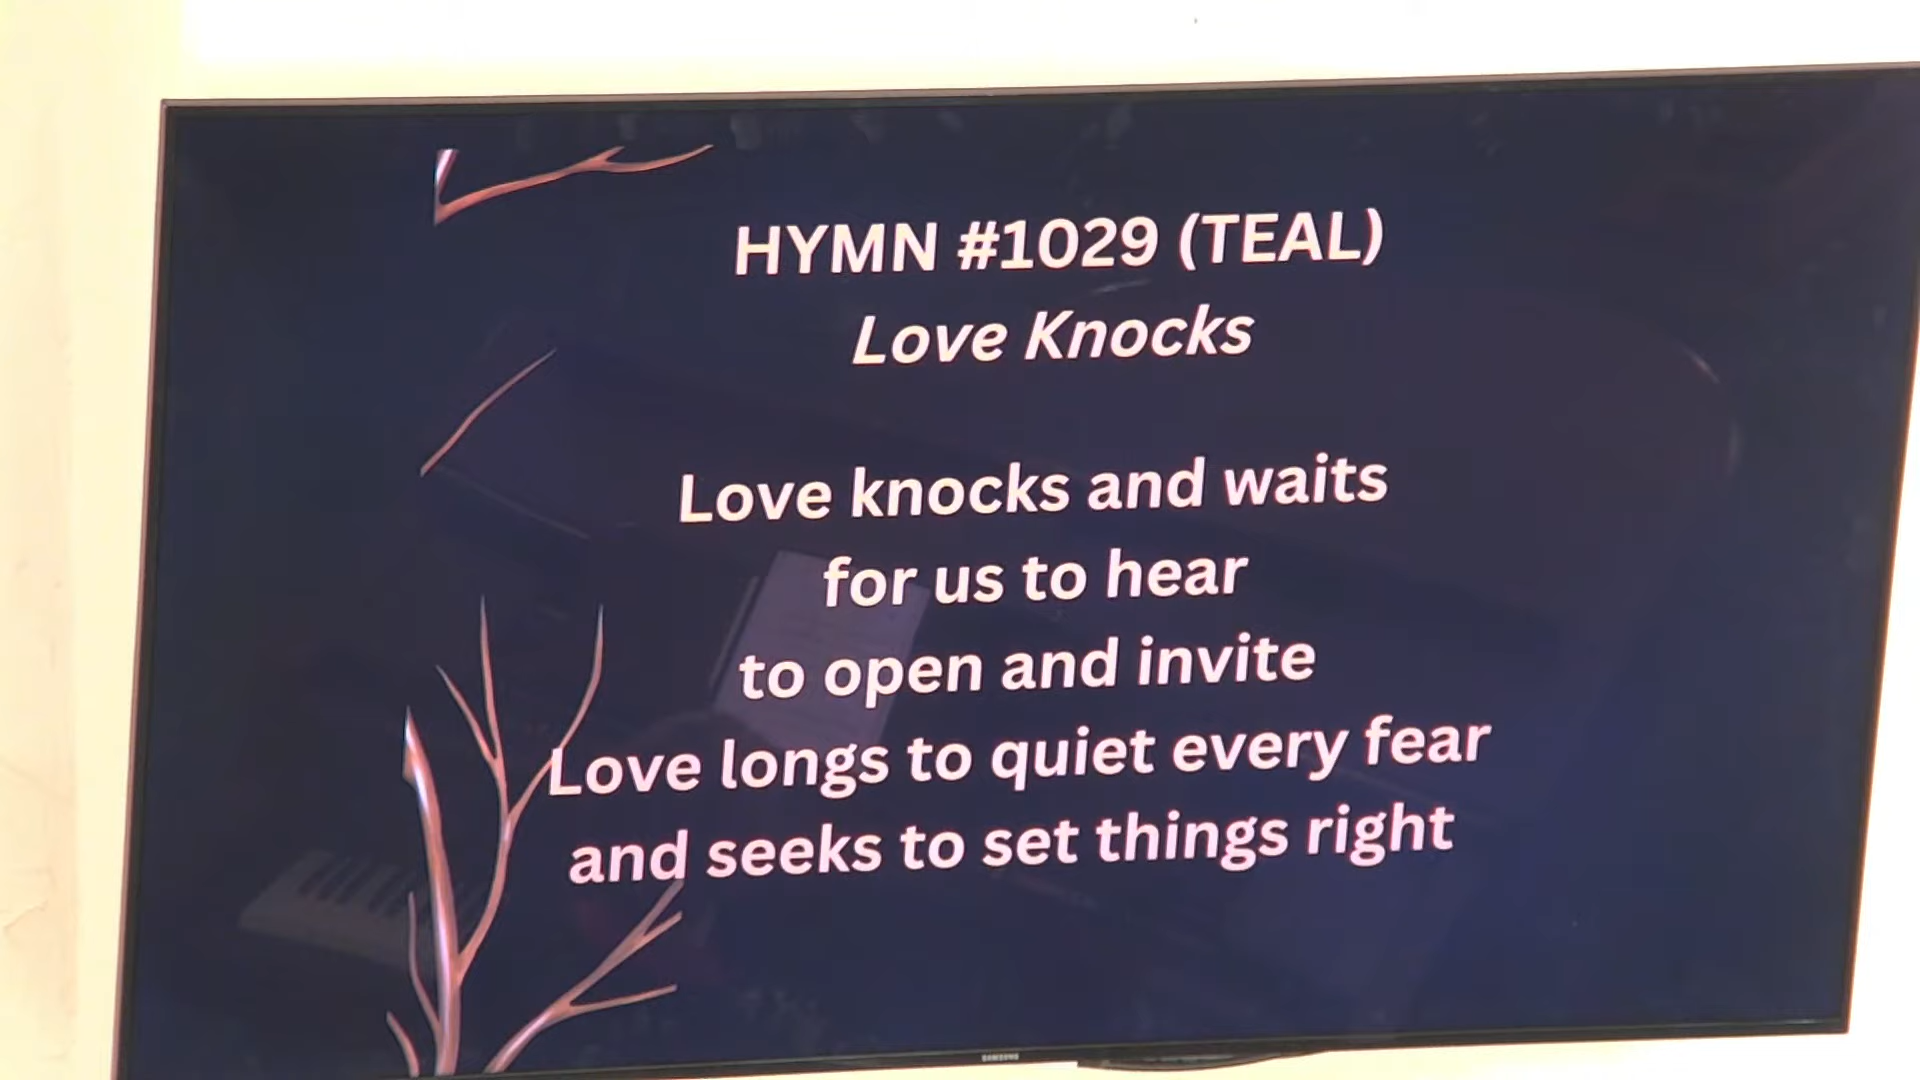 HYMN #1029 (TEAL)
Love Knocks
Love knocks and waits
for us to hear
to open and invite
Love longs to quiet every fear
and seeks to set things right
SAMSUNG